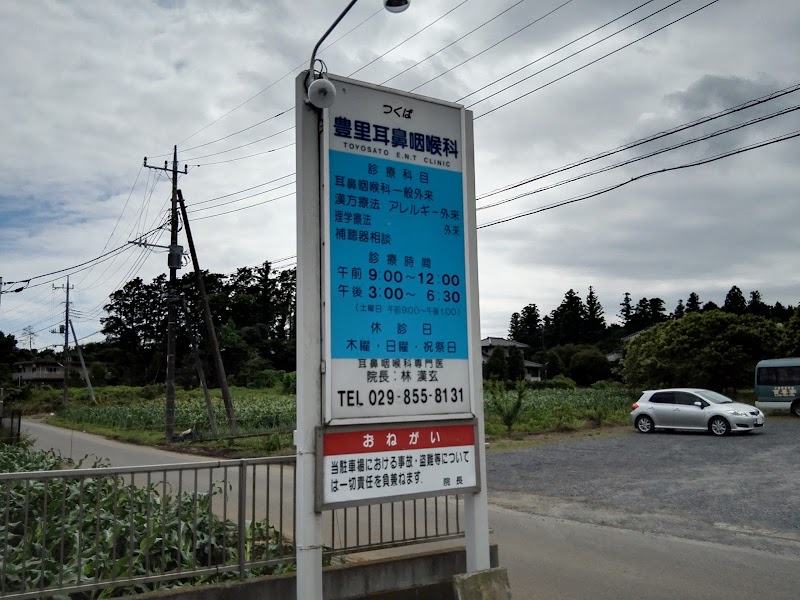 つくば
豊里耳鼻咽喉科
TOYOSATO E.N.T CLINIC
診療科目
耳鼻咽喉科一般外来
漢方療法 アレルギー外来
理学療法 外来
補聴器相談
診療時間
午前 9:00～12:00
午後 3:00～ 6:30
(土曜日 午前9:00～午後1:00)
休診日
木曜・日曜・祝祭日
耳鼻咽喉科専門医
院長:林 漢玄
TEL 029-855-8131
おねがい
当駐車場における事故・盗難等について
は一切責任を負兼ねます. 院長